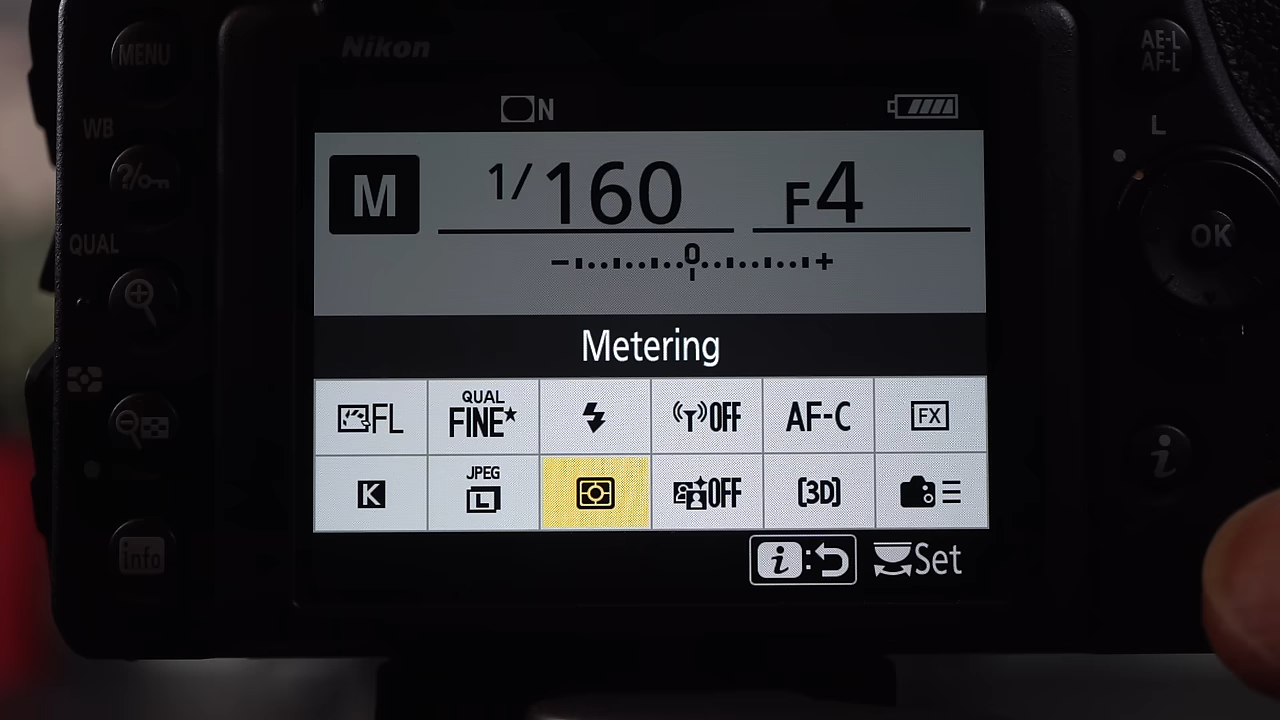 MENU
Nikon
AE-L
AF-L
N
WB
L
M 1/160 F4
QUAL
OK
- 0 +
Metering
FL
QUAL
FINE★
((T))OFF
AF-C
FX
K
JPEG
L
OFF
[3D]
info
i
i:
Set